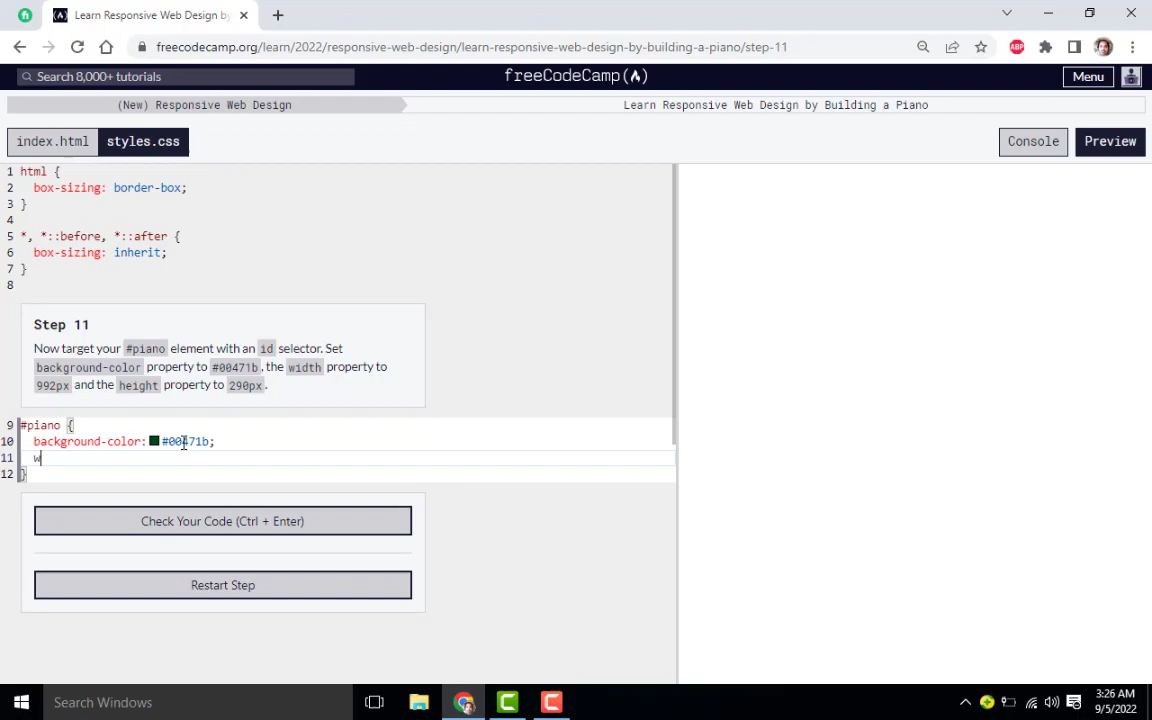 Learn Responsive Web Design by
freecodecamp.org/learn/2022/responsive-web-design/learn-responsive-web-design-by-building-a-piano/step-11
ABP
Search 8,000+ tutorials
freeCodeCamp
Menu
(New) Responsive Web Design
Learn Responsive Web Design by Building a Piano
index.html
styles.css
Console
Preview
1 html {
2 box-sizing: border-box;
3 }
4
5 *, *::before, *::after {
6 box-sizing: inherit;
7 }
8
Step 11
Now target your #piano element with an id selector. Set
background-color property to #00471b, the width property to
992px and the height property to 290px.
9 #piano {
10 background-color: #00471b;
11 w
12 }
Check Your Code (Ctrl + Enter)
Restart Step
Search Windows
3:26 AM
9/5/2022